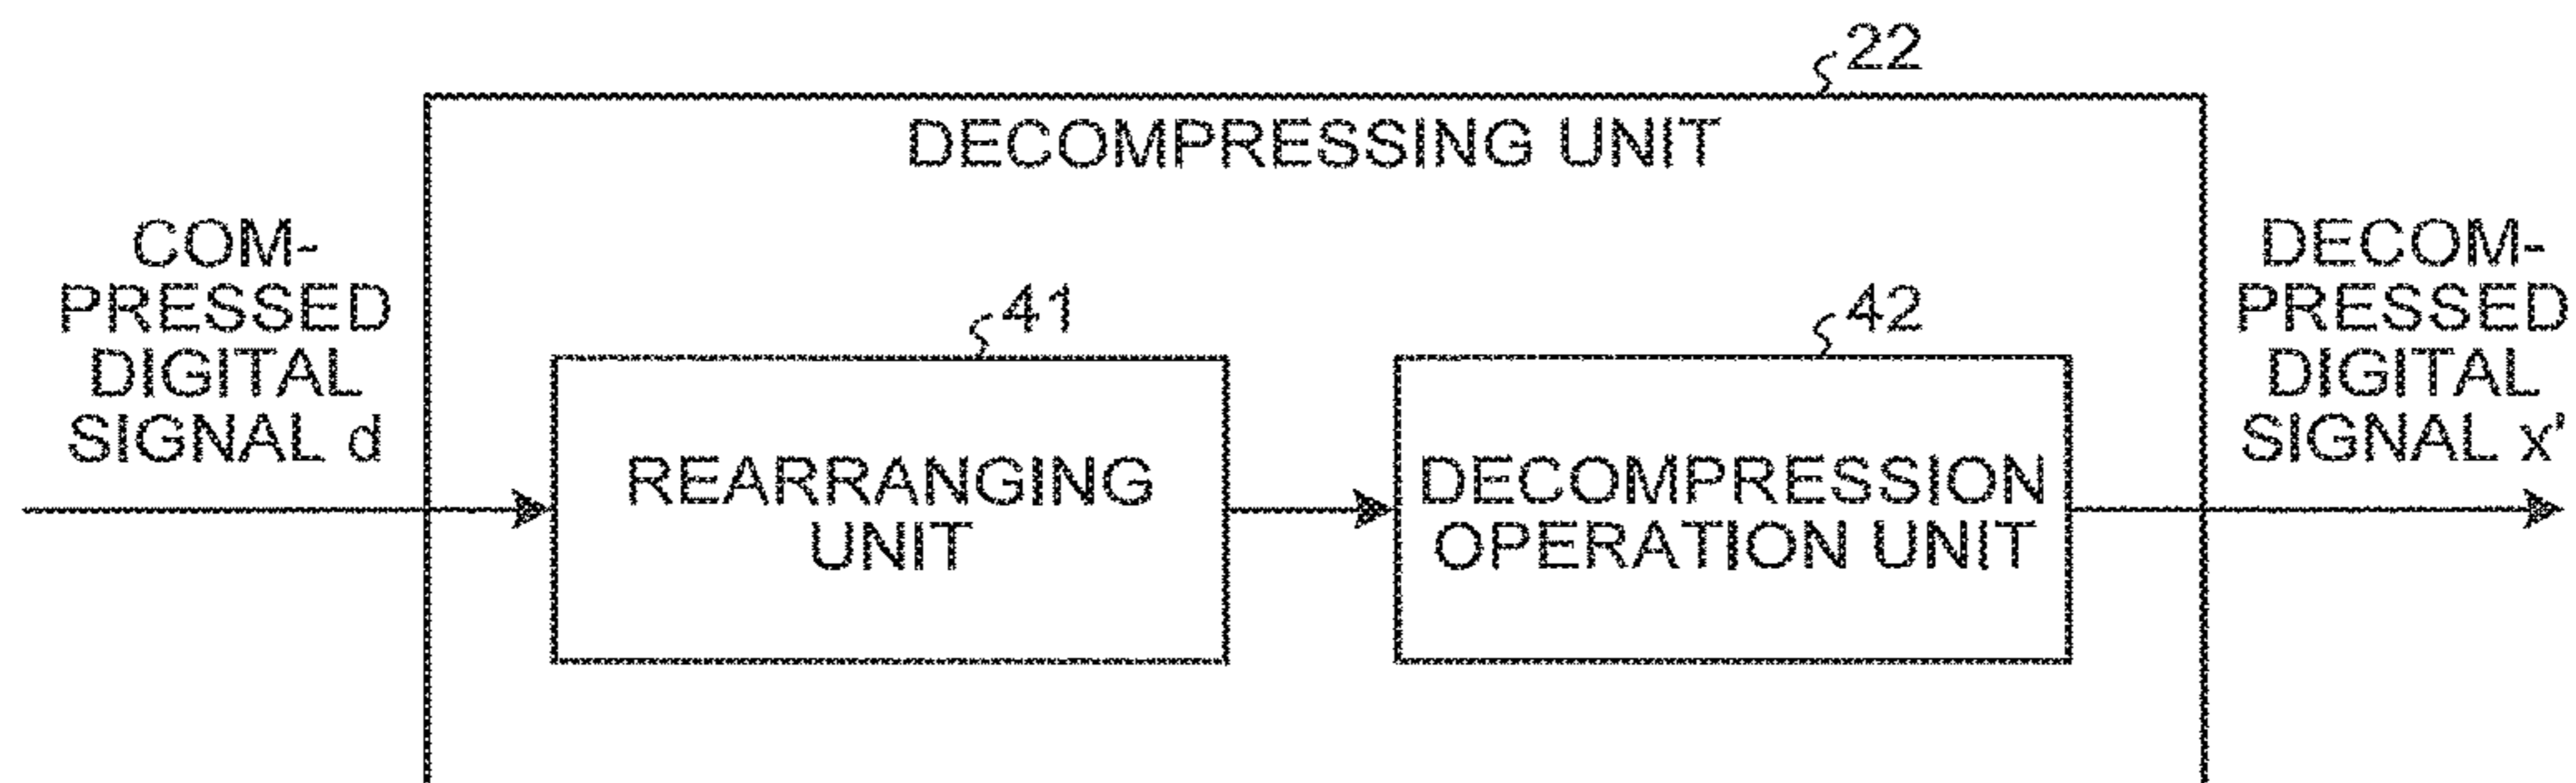 22
DECOMPRESSING UNIT
COM-
PRESSED
DIGITAL
SIGNAL d
41
REARRANGING
UNIT
42
DECOMPRESSION
OPERATION UNIT
DECOM-
PRESSED
DIGITAL
SIGNAL x'